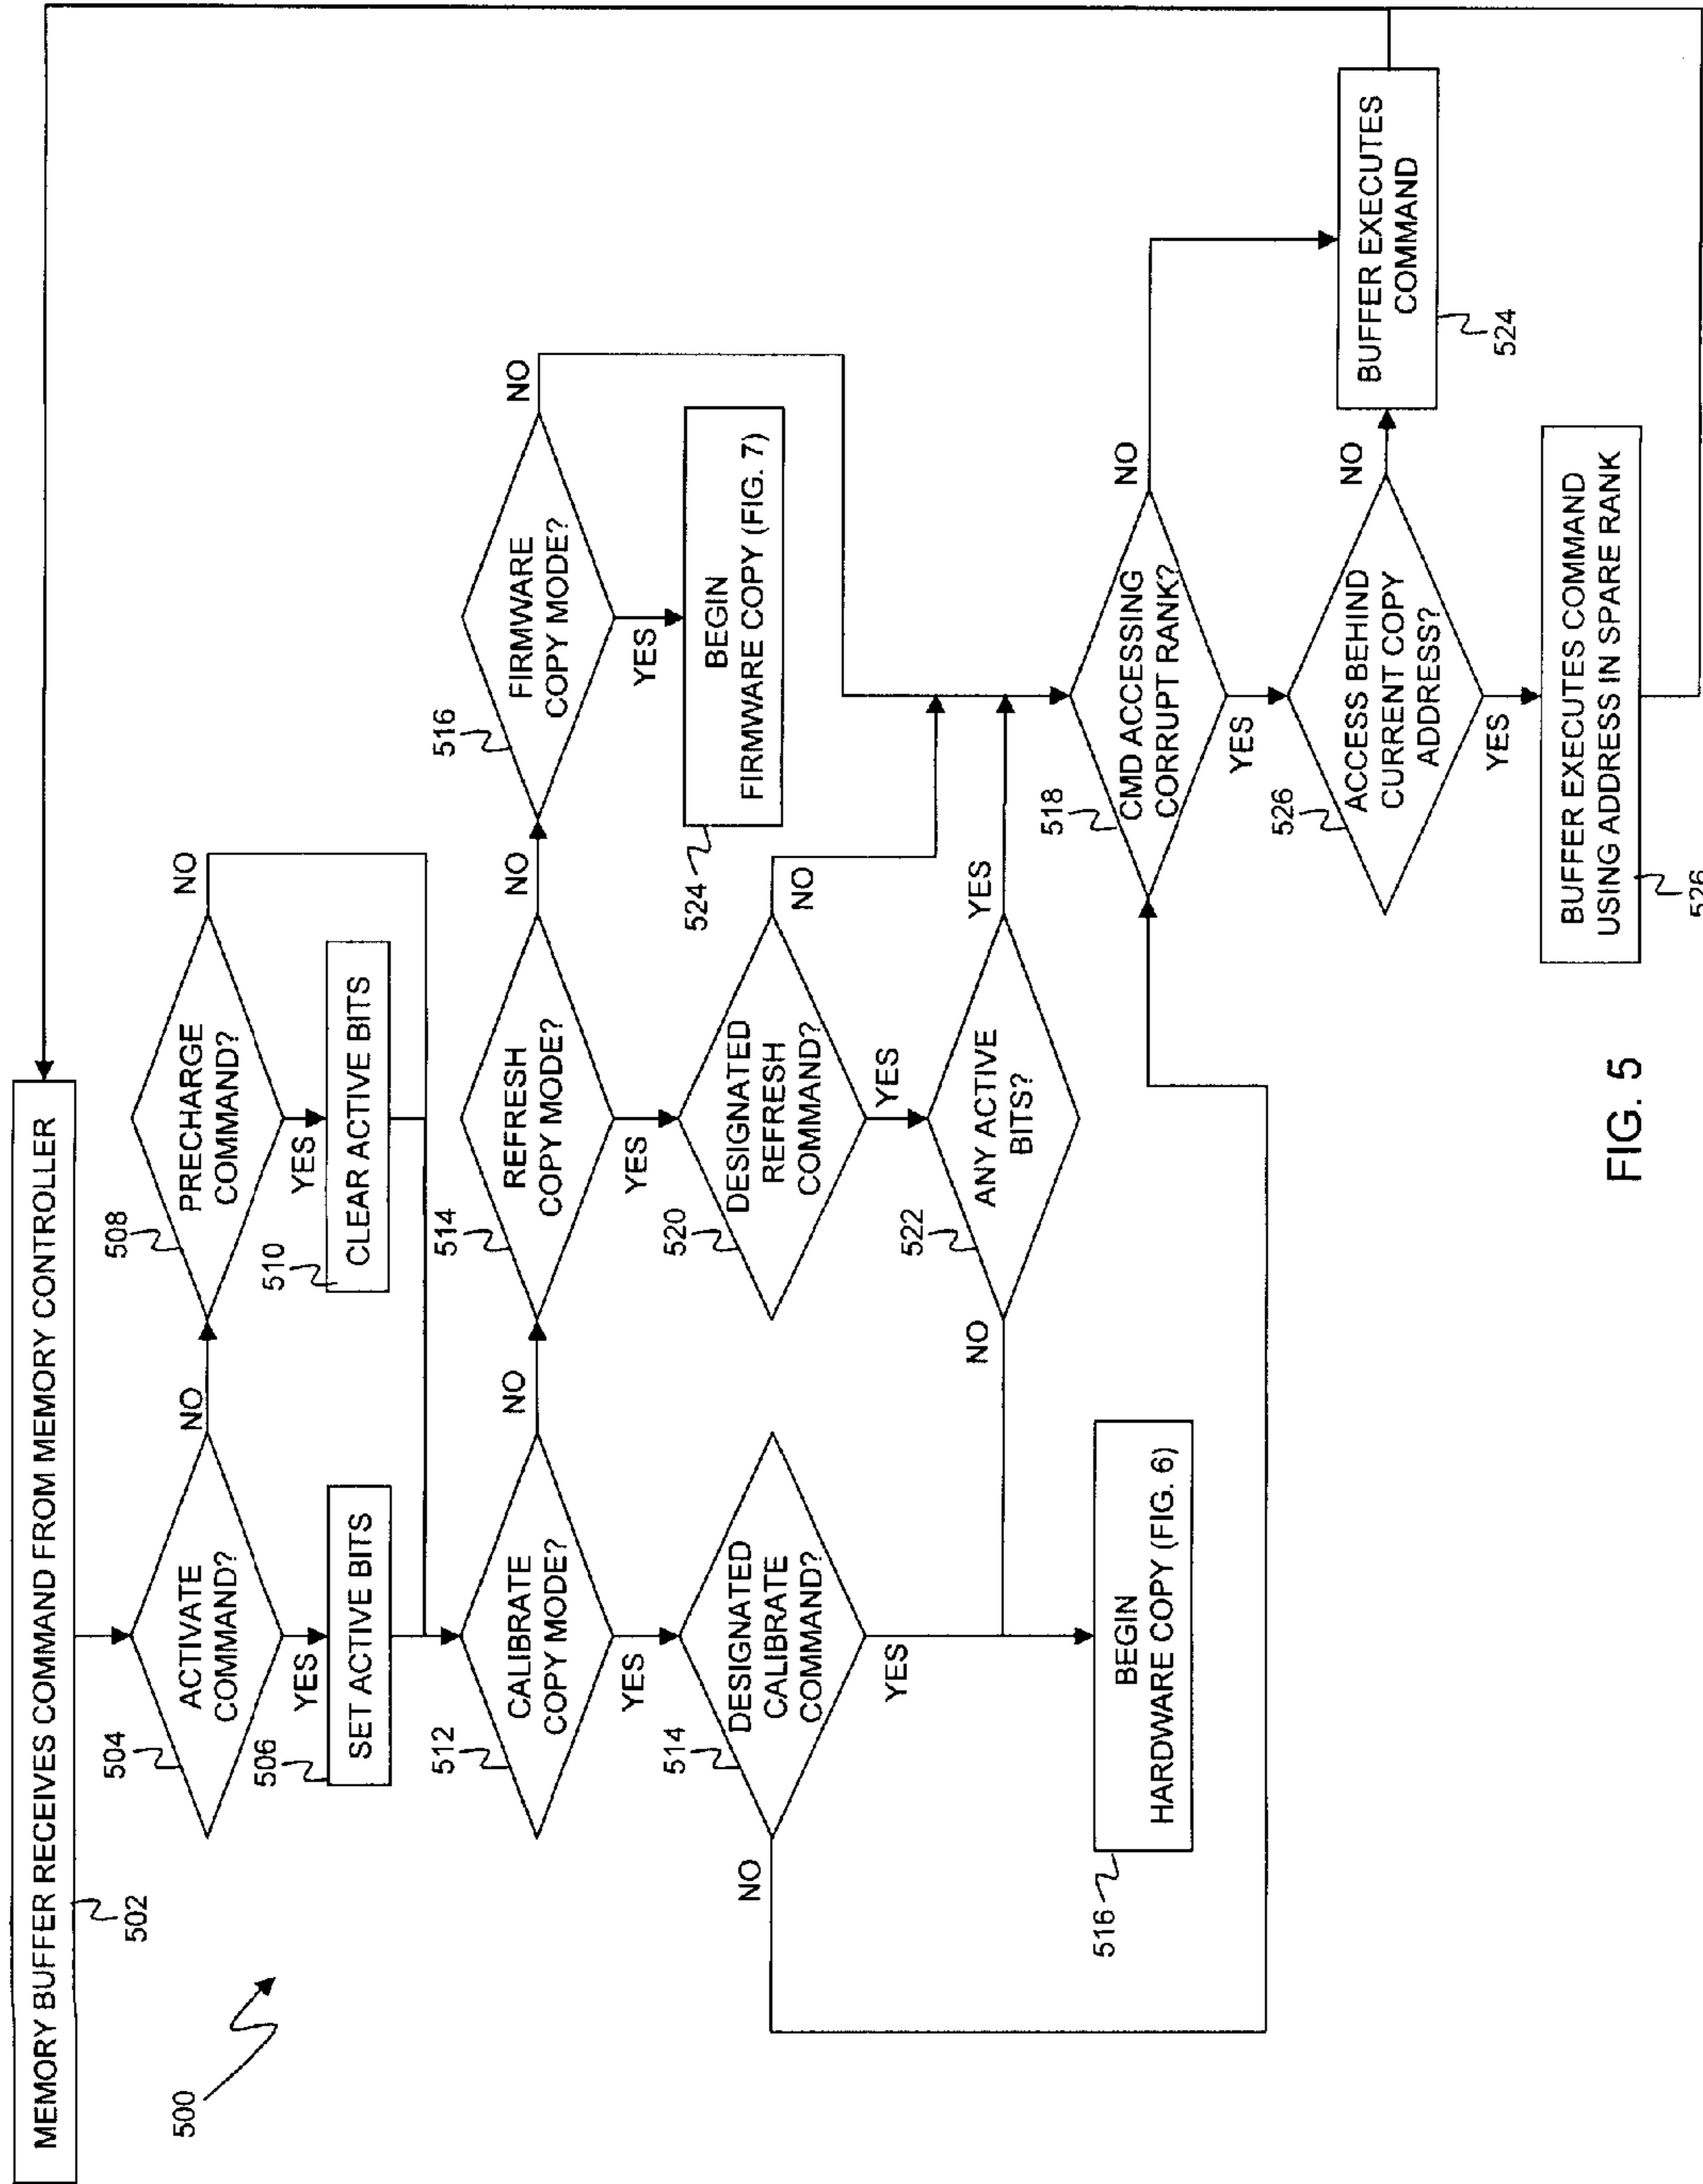 MEMORY BUFFER RECEIVES COMMAND FROM MEMORY CONTROLLER
502
500
504
ACTIVATE
COMMAND?
NO
YES
506
SET ACTIVE BITS
508
PRECHARGE
COMMAND?
NO
YES
510
CLEAR ACTIVE BITS
512
CALIBRATE
COPY MODE?
NO
YES
514
REFRESH
COPY MODE?
NO
YES
516
FIRMWARE
COPY MODE?
NO
YES
514
DESIGNATED
CALIBRATE
COMMAND?
NO
YES
520
DESIGNATED
REFRESH
COMMAND?
NO
YES
524
BEGIN
FIRMWARE COPY (FIG. 7)
522
ANY ACTIVE
BITS?
NO
YES
516
BEGIN
HARDWARE COPY (FIG. 6)
518
CMD ACCESSING
CORRUPT RANK?
NO
YES
526
ACCESS BEHIND
CURRENT COPY
ADDRESS?
NO
YES
BUFFER EXECUTES
COMMAND
524
BUFFER EXECUTES COMMAND
USING ADDRESS IN SPARE RANK
526
FIG. 5